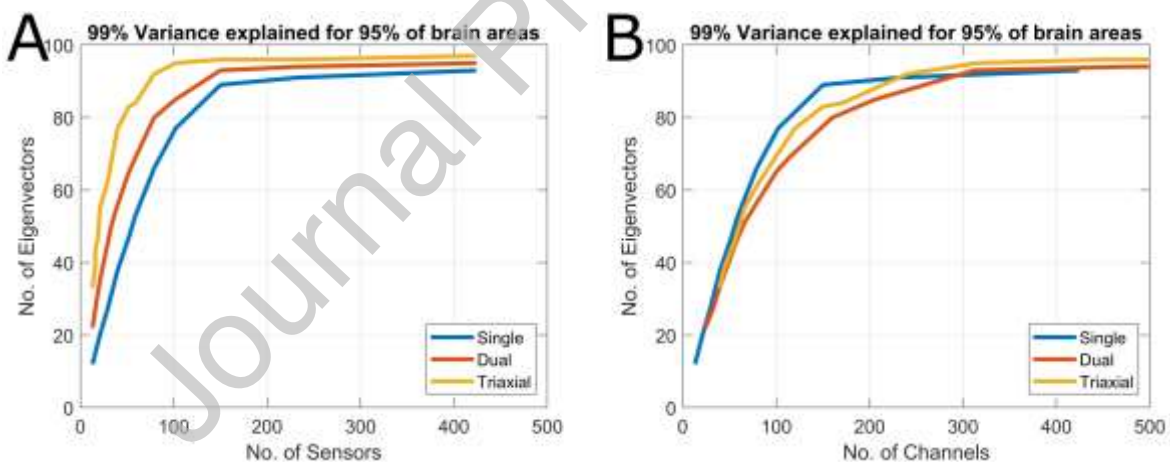 A
99% Variance explained for 95% of brain areas
100
80
60
40
20
0
No. of Eigenvectors
0 100 200 300 400 500
No. of Sensors
Single
Dual
Triaxial
B
99% Variance explained for 95% of brain areas
100
80
60
40
20
0
No. of Eigenvectors
0 100 200 300 400 500
No. of Channels
Single
Dual
Triaxial
Journal